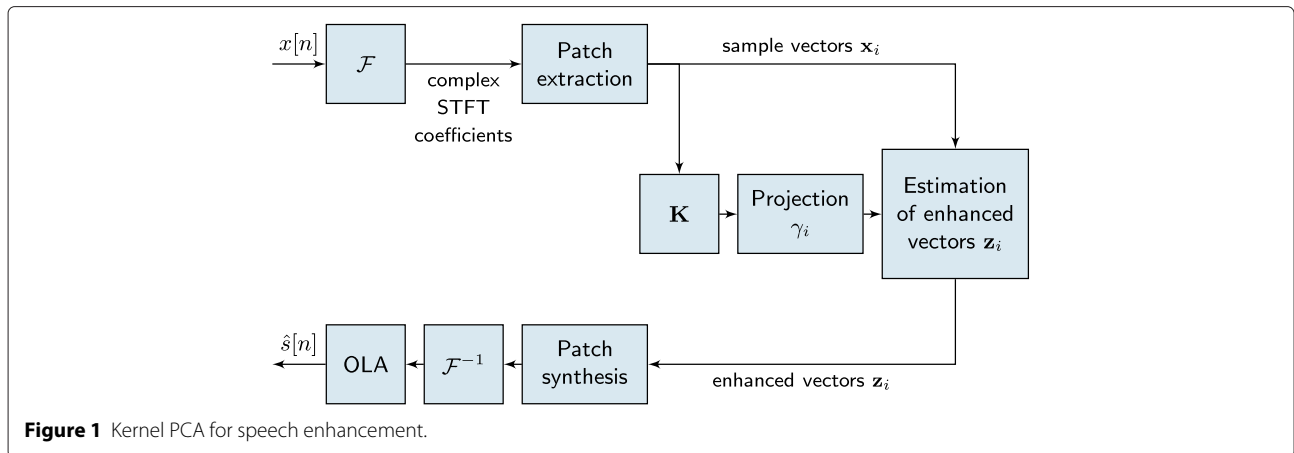 x[n]
ℱ
complex
STFT
coefficients
Patch
extraction
sample vectors 𝐱ᵢ
𝐊
Projection
γᵢ
Estimation
of enhanced
vectors 𝐳ᵢ
ŝ[n]
OLA
ℱ⁻¹
Patch
synthesis
enhanced vectors 𝐳ᵢ
Figure 1 Kernel PCA for speech enhancement.